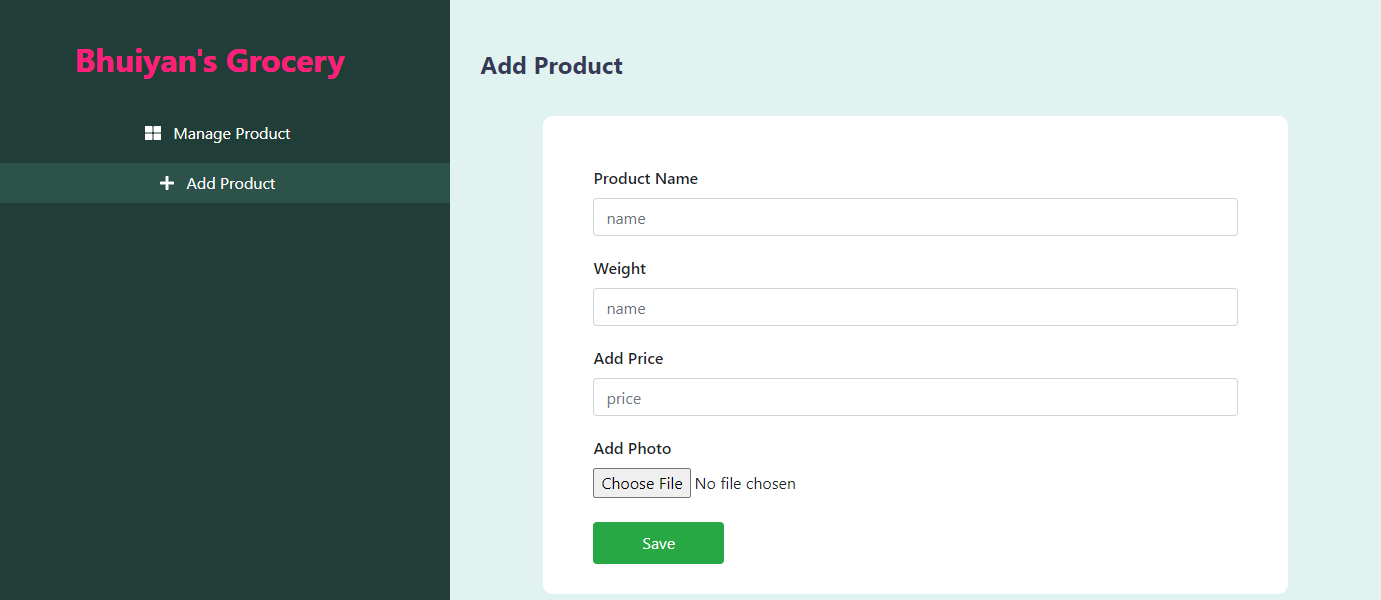 Bhuiyan's Grocery
Manage Product
Add Product
Add Product
Product Name
name
Weight
name
Add Price
price
Add Photo
Choose File No file chosen
Save